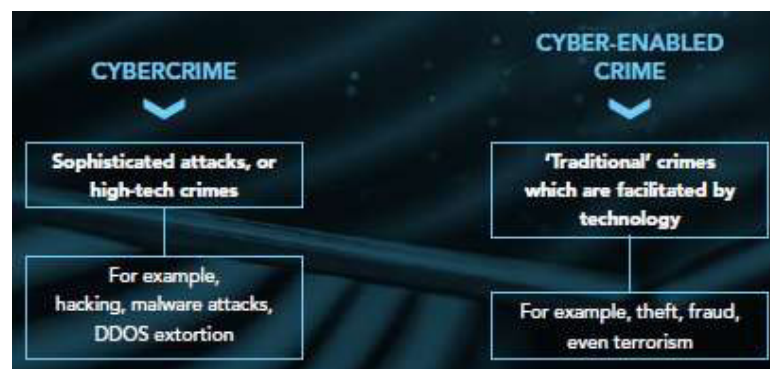 CYBERCRIME
Sophisticated attacks, or
high-tech crimes
For example,
hacking, malware attacks,
DDOS extortion
CYBER-ENABLED
CRIME
'Traditional' crimes
which are facilitated by
technology
For example, theft, fraud,
even terrorism